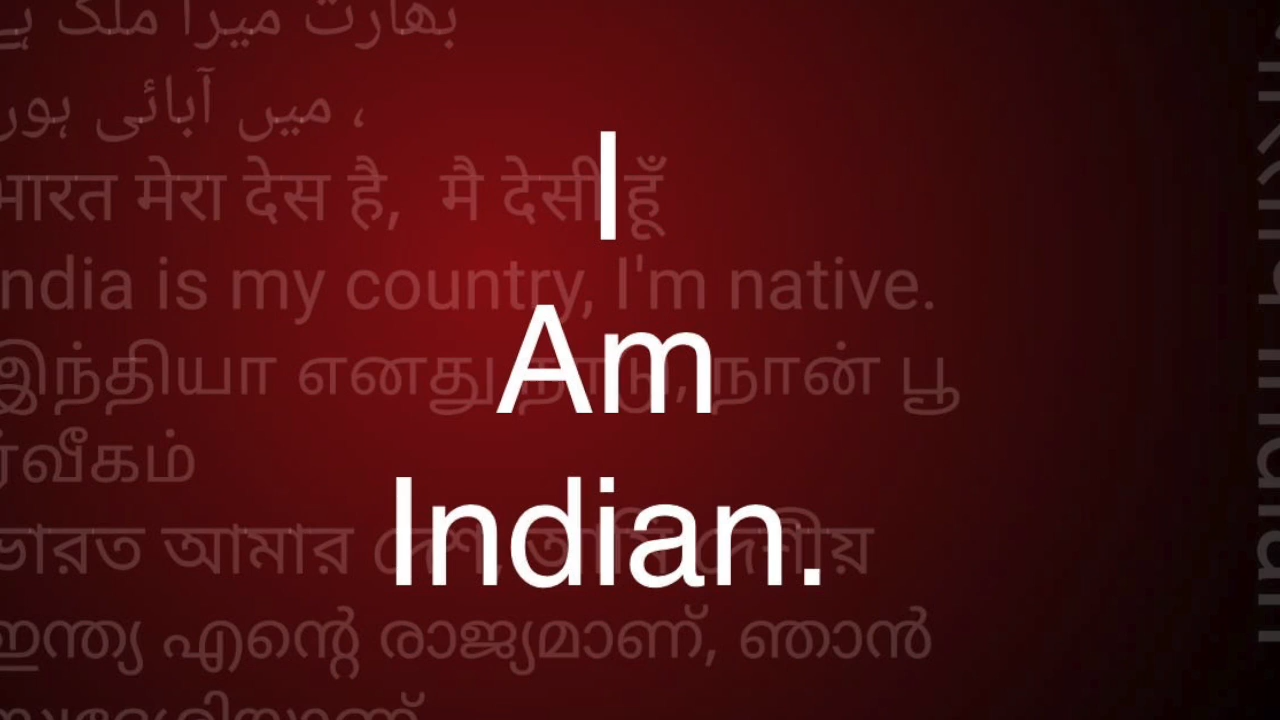 بھارت میرا ملک ہے
، میں آبائی ہوں
भारत मेरा देस है, मै देसी हूँ
India is my country, I'm native.
இந்தியா எனது நாடு, நான் பூ
ர்வீகம்
ভারত আমার দেশ, আমি দেশীয়
ഇന്ത്യ എന്റെ രാജ്യമാണ്, ഞാൻ
I
Am
Indian.